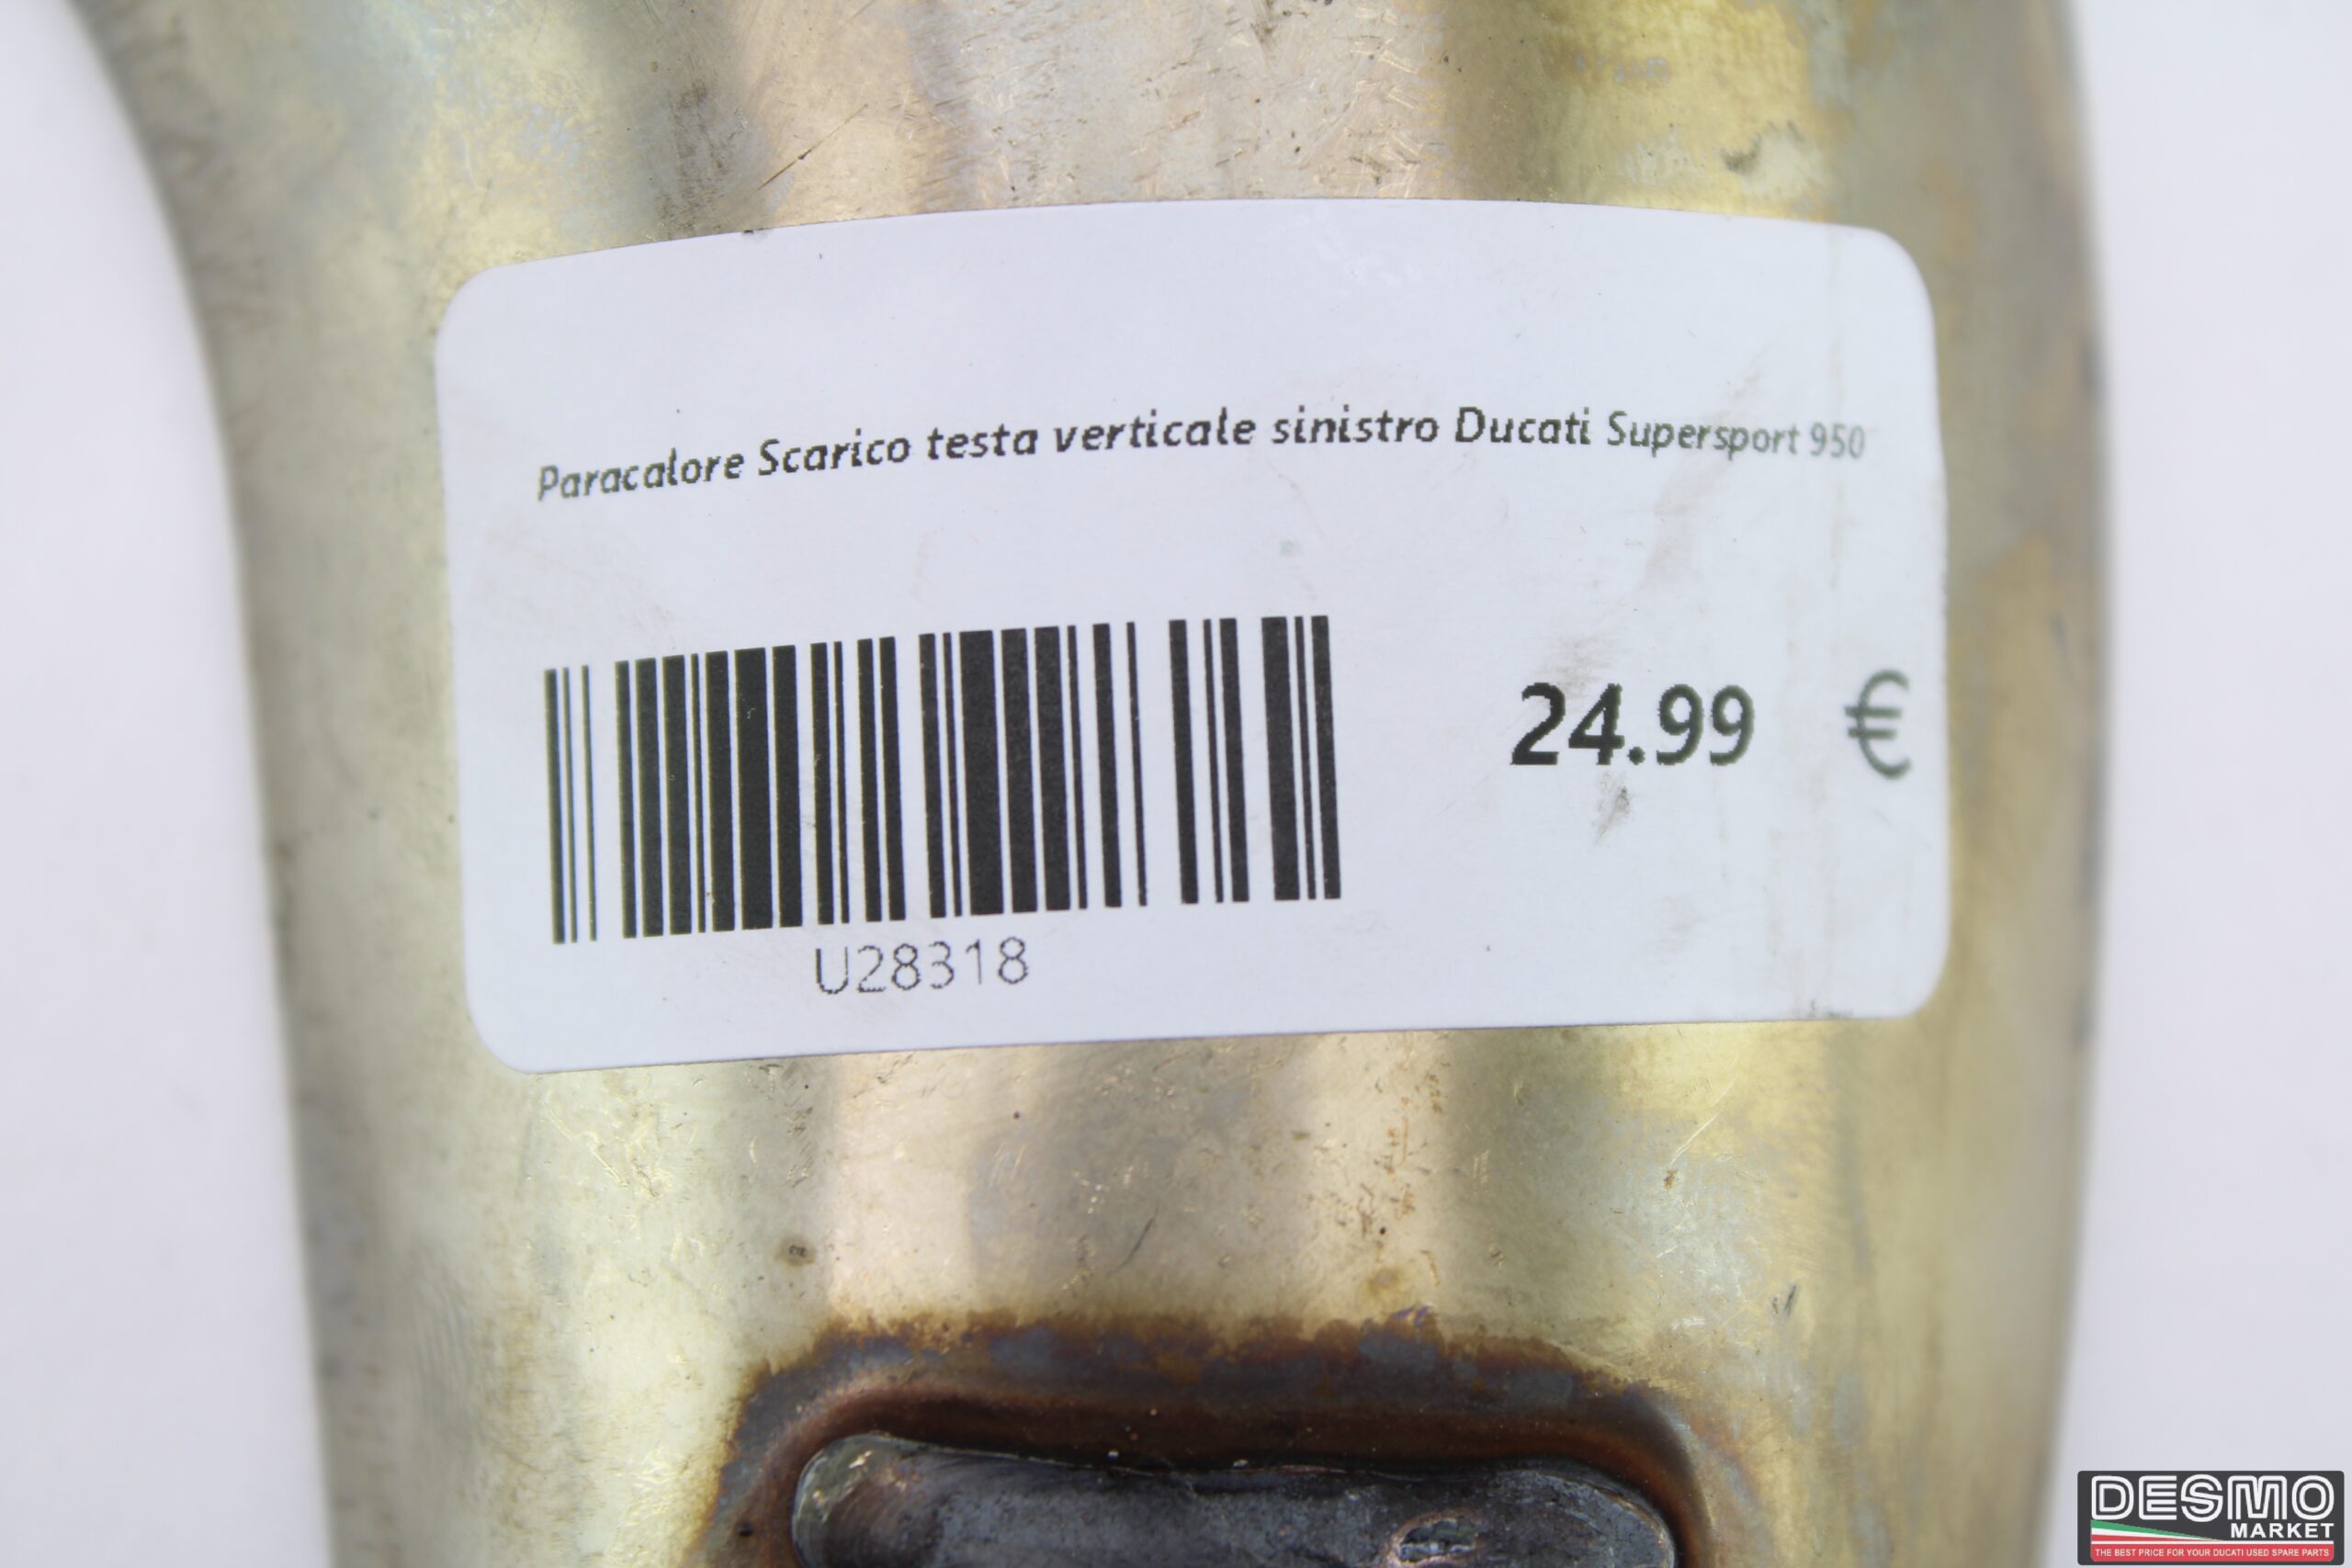 Paracalore Scarico testa verticale sinistro Ducati Supersport 950
24.99 €
U28318
DESMO
MARKET
THE BEST PRICE FOR YOUR DUCATI USED SPARE PARTS